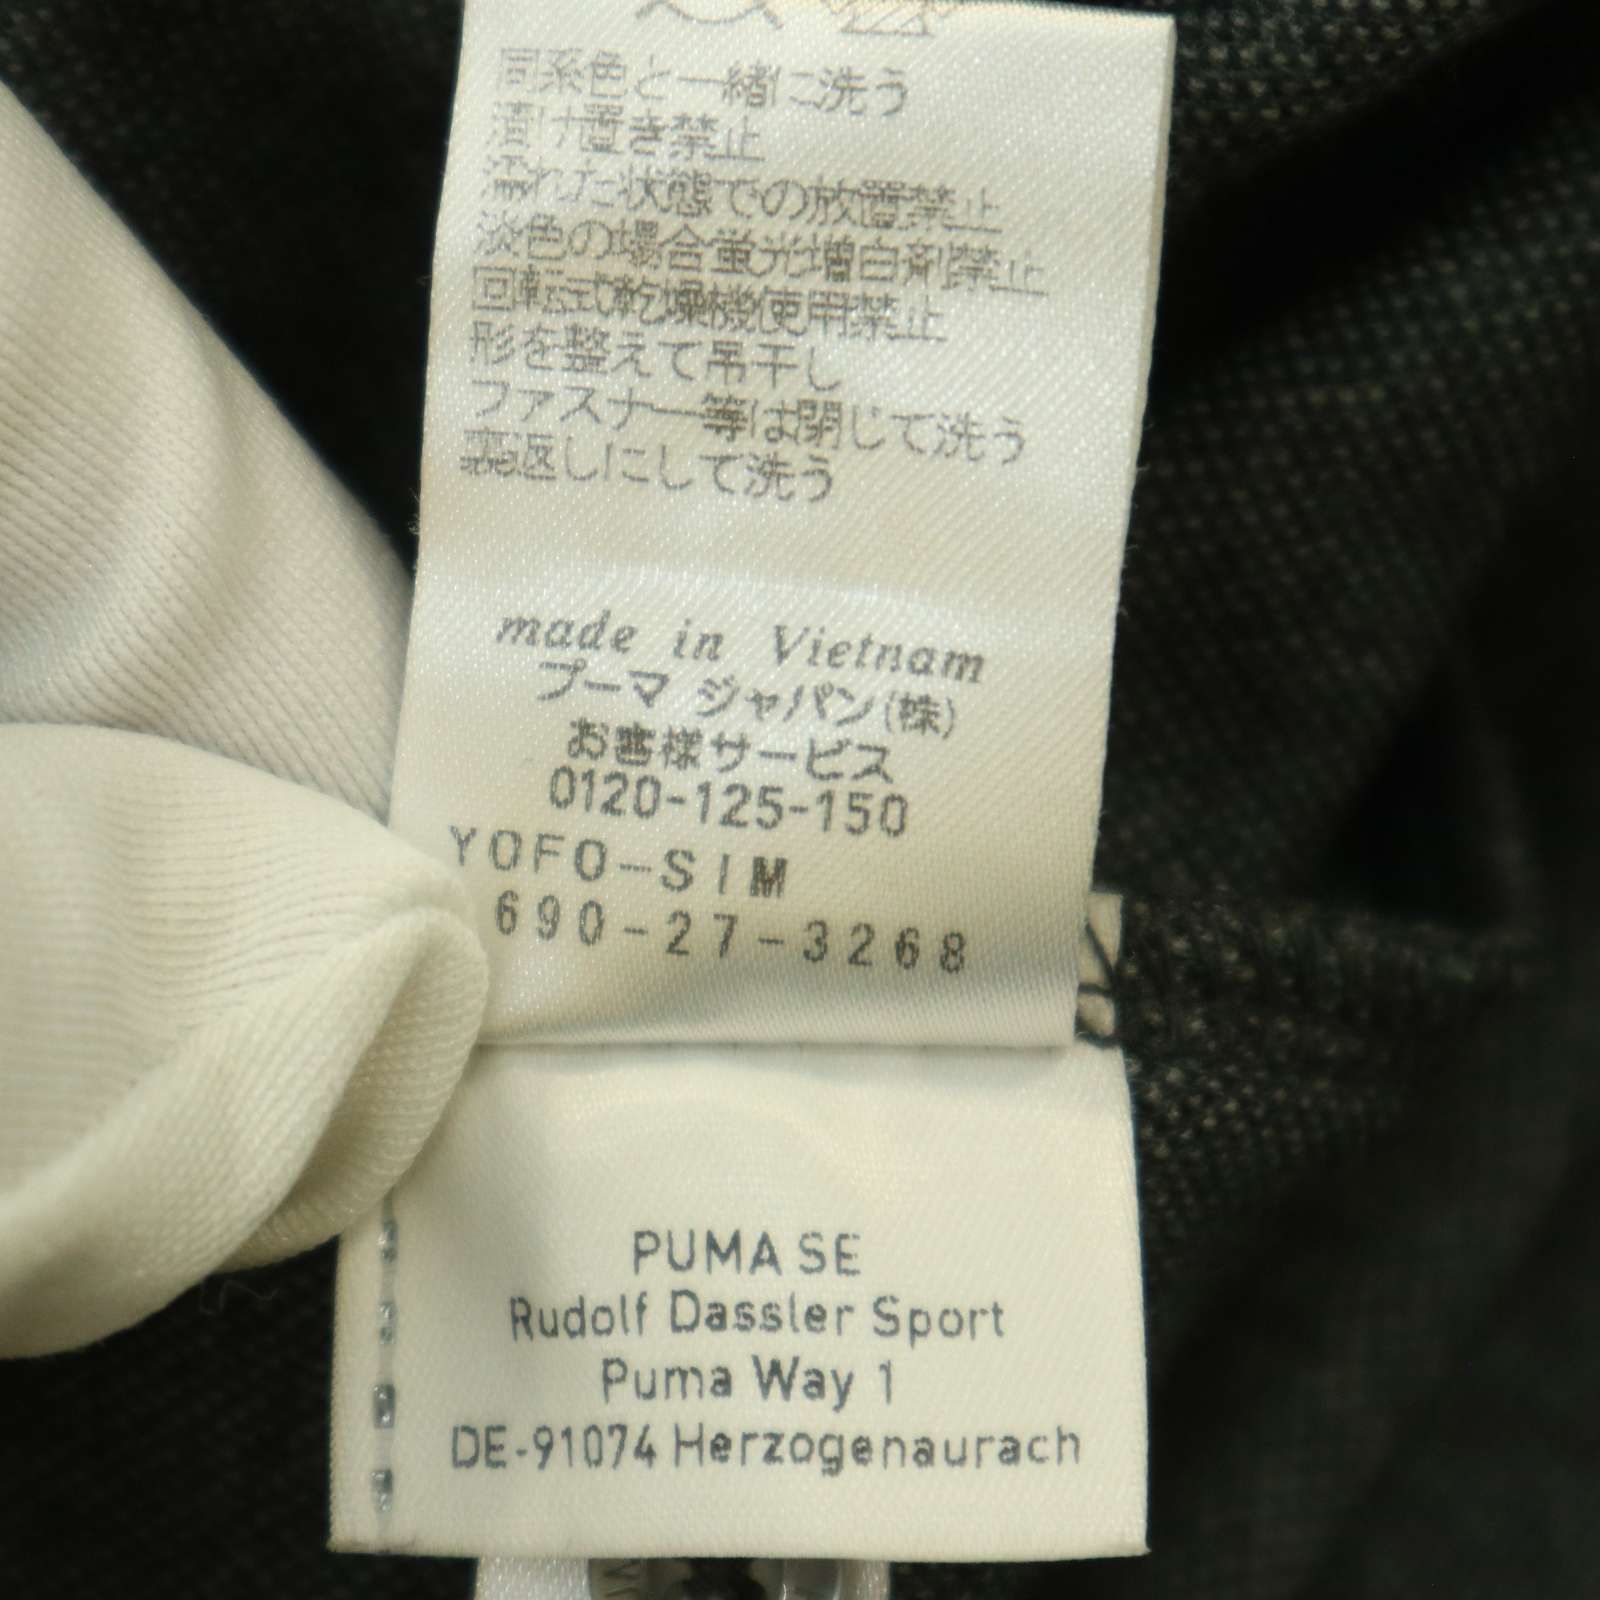 同系色と一緒に洗う
漬け置き禁止
濡れた状態での放置禁止
淡色の場合蛍光増白剤禁止
回転式乾燥機使用禁止
形を整えて吊干し
ファスナー等は閉じて洗う
裏返しにして洗う
made in Vietnam
プーマ ジャパン(株)
お客様サービス
0120-125-150
YOFO-SIM
690-27-3268
PUMA SE
Rudolf Dassler Sport
Puma Way 1
DE-91074 Herzogenaurach